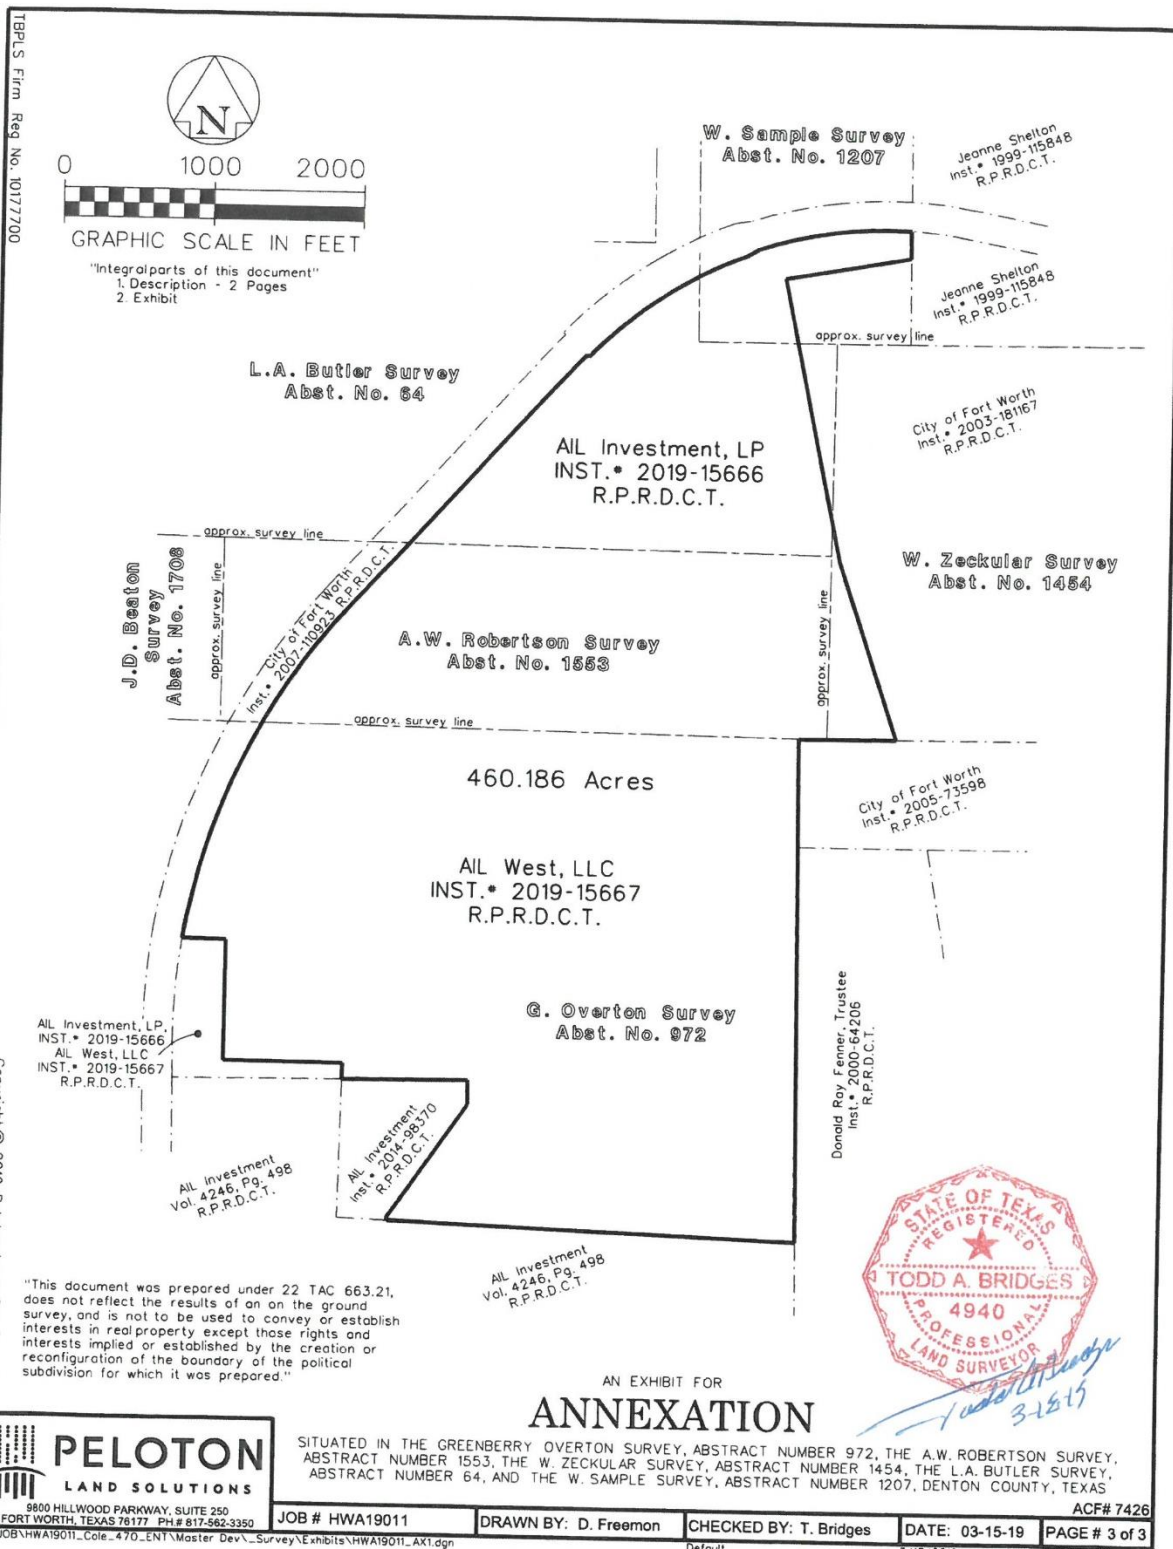 TBPLS Firm Reg No. 10177700
N
0 1000 2000
GRAPHIC SCALE IN FEET
"Integral parts of this document"
1. Description - 2 Pages
2. Exhibit
W. Sample Survey
Abst. No. 1207
Jeanne Shelton
Inst.* 1999-115848
R.P.R.D.C.T.
Jeanne Shelton
Inst.* 1999-115848
R.P.R.D.C.T.
approx. survey line
L.A. Butler Survey
Abst. No. 64
City of Fort Worth
Inst.* 2003-181167
R.P.R.D.C.T.
AIL Investment, LP
INST.* 2019-15666
R.P.R.D.C.T.
approx. survey line
J.D. Beaton
Survey
Abst. No. 1708
approx. survey line
City of Fort Worth
Inst.* 2007-110923 R.P.R.D.C.T.
W. Zeckular Survey
Abst. No. 1454
A.W. Robertson Survey
Abst. No. 1553
approx. survey line
approx. survey line
460.186 Acres
City of Fort Worth
Inst.* 2005-73598
R.P.R.D.C.T.
AIL West, LLC
INST.* 2019-15667
R.P.R.D.C.T.
G. Overton Survey
Abst. No. 972
Donald Ray Fenner, Trustee
Inst.* 2000-64206
R.P.R.D.C.T.
AIL Investment, LP.
INST.* 2019-15666
AIL West, LLC
INST.* 2019-15667
R.P.R.D.C.T.
AIL Investment
Inst.* 2014-98370
R.P.R.D.C.T.
AIL Investment
Vol. 4246, Pg. 498
R.P.R.D.C.T.
AIL Investment
Vol. 4246, Pg. 498
R.P.R.D.C.T.
STATE OF TEXAS
REGISTERED
TODD A. BRIDGES
4940
PROFESSIONAL
LAND SURVEYOR
"This document was prepared under 22 TAC 663.21,
does not reflect the results of an on the ground
survey, and is not to be used to convey or establish
interests in real property except those rights and
interests implied or established by the creation or
reconfiguration of the boundary of the political
subdivision for which it was prepared."
AN EXHIBIT FOR
ANNEXATION
SITUATED IN THE GREENBERRY OVERTON SURVEY, ABSTRACT NUMBER 972, THE A.W. ROBERTSON SURVEY,
ABSTRACT NUMBER 1553, THE W. ZECKULAR SURVEY, ABSTRACT NUMBER 1454, THE L.A. BUTLER SURVEY,
ABSTRACT NUMBER 64, AND THE W. SAMPLE SURVEY, ABSTRACT NUMBER 1207, DENTON COUNTY, TEXAS
PELOTON
LAND SOLUTIONS
9800 HILLWOOD PARKWAY, SUITE 250
FORT WORTH, TEXAS 76177 PH.# 817-562-3350
ACF# 7426
JOB # HWA19011
DRAWN BY: D. Freemon
CHECKED BY: T. Bridges
DATE: 03-15-19
PAGE # 3 of 3
JOB\HWA19011_Cole_470_ENT\Master Dev\_Survey\Exhibits\HWA19011_AX1.dgn